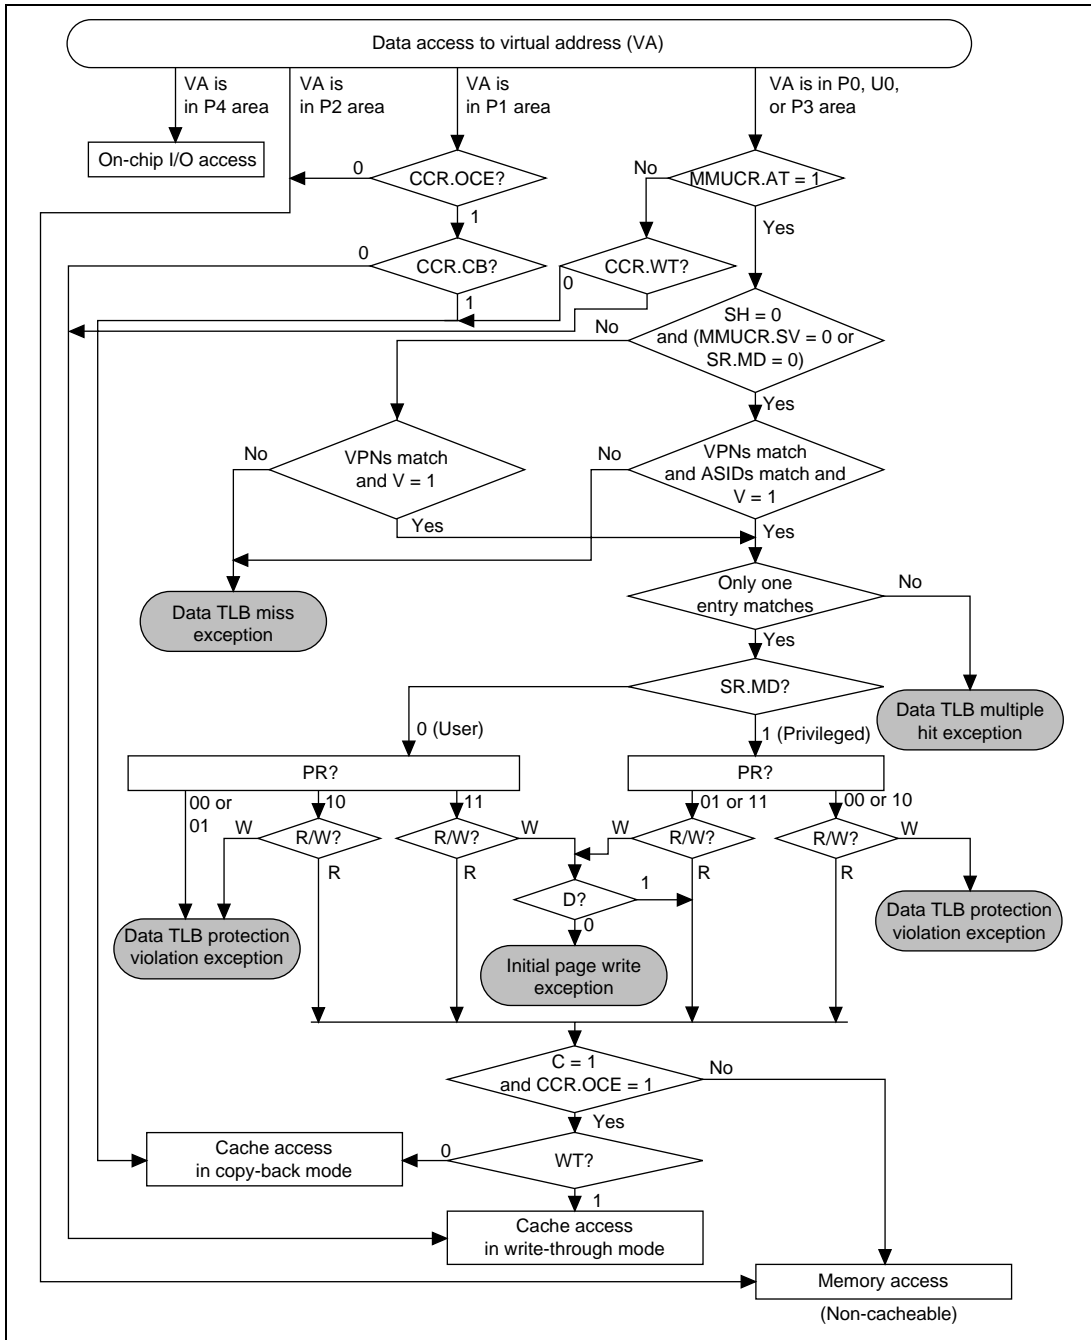 Data access to virtual address (VA)
VA is
in P4 area
VA is
in P2 area
VA is
in P1 area
VA is in P0, U0,
or P3 area
On-chip I/O access
0
CCR.OCE?
No
MMUCR.AT = 1
1
Yes
0
CCR.CB?
CCR.WT?
0
1
SH = 0
and (MMUCR.SV = 0 or
SR.MD = 0)
No
Yes
No
VPNs match
and V = 1
No
VPNs match
and ASIDs match and
V = 1
Yes
Yes
Only one
entry matches
No
Data TLB miss
exception
Yes
SR.MD?
Data TLB multiple
hit exception
0 (User)
1 (Privileged)
PR?
PR?
00 or
01
10
11
01 or 11
00 or 10
W
R/W?
R/W?
W
W
R/W?
R/W?
W
R
R
R
R
D?
1
0
Data TLB protection
violation exception
Initial page write
exception
Data TLB protection
violation exception
C = 1
and CCR.OCE = 1
No
Yes
Cache access
in copy-back mode
0
WT?
1
Cache access
in write-through mode
Memory access
(Non-cacheable)